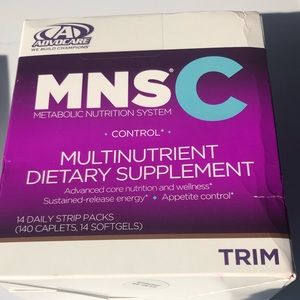 ADVOCARE®
WE BUILD CHAMPIONS®
MNS® C
METABOLIC NUTRITION SYSTEM
• CONTROL* •
MULTINUTRIENT
DIETARY SUPPLEMENT
Advanced core nutrition and wellness*
Sustained-release energy* • Appetite control*
14 DAILY STRIP PACKS
(140 CAPLETS, 14 SOFTGELS)
TRIM